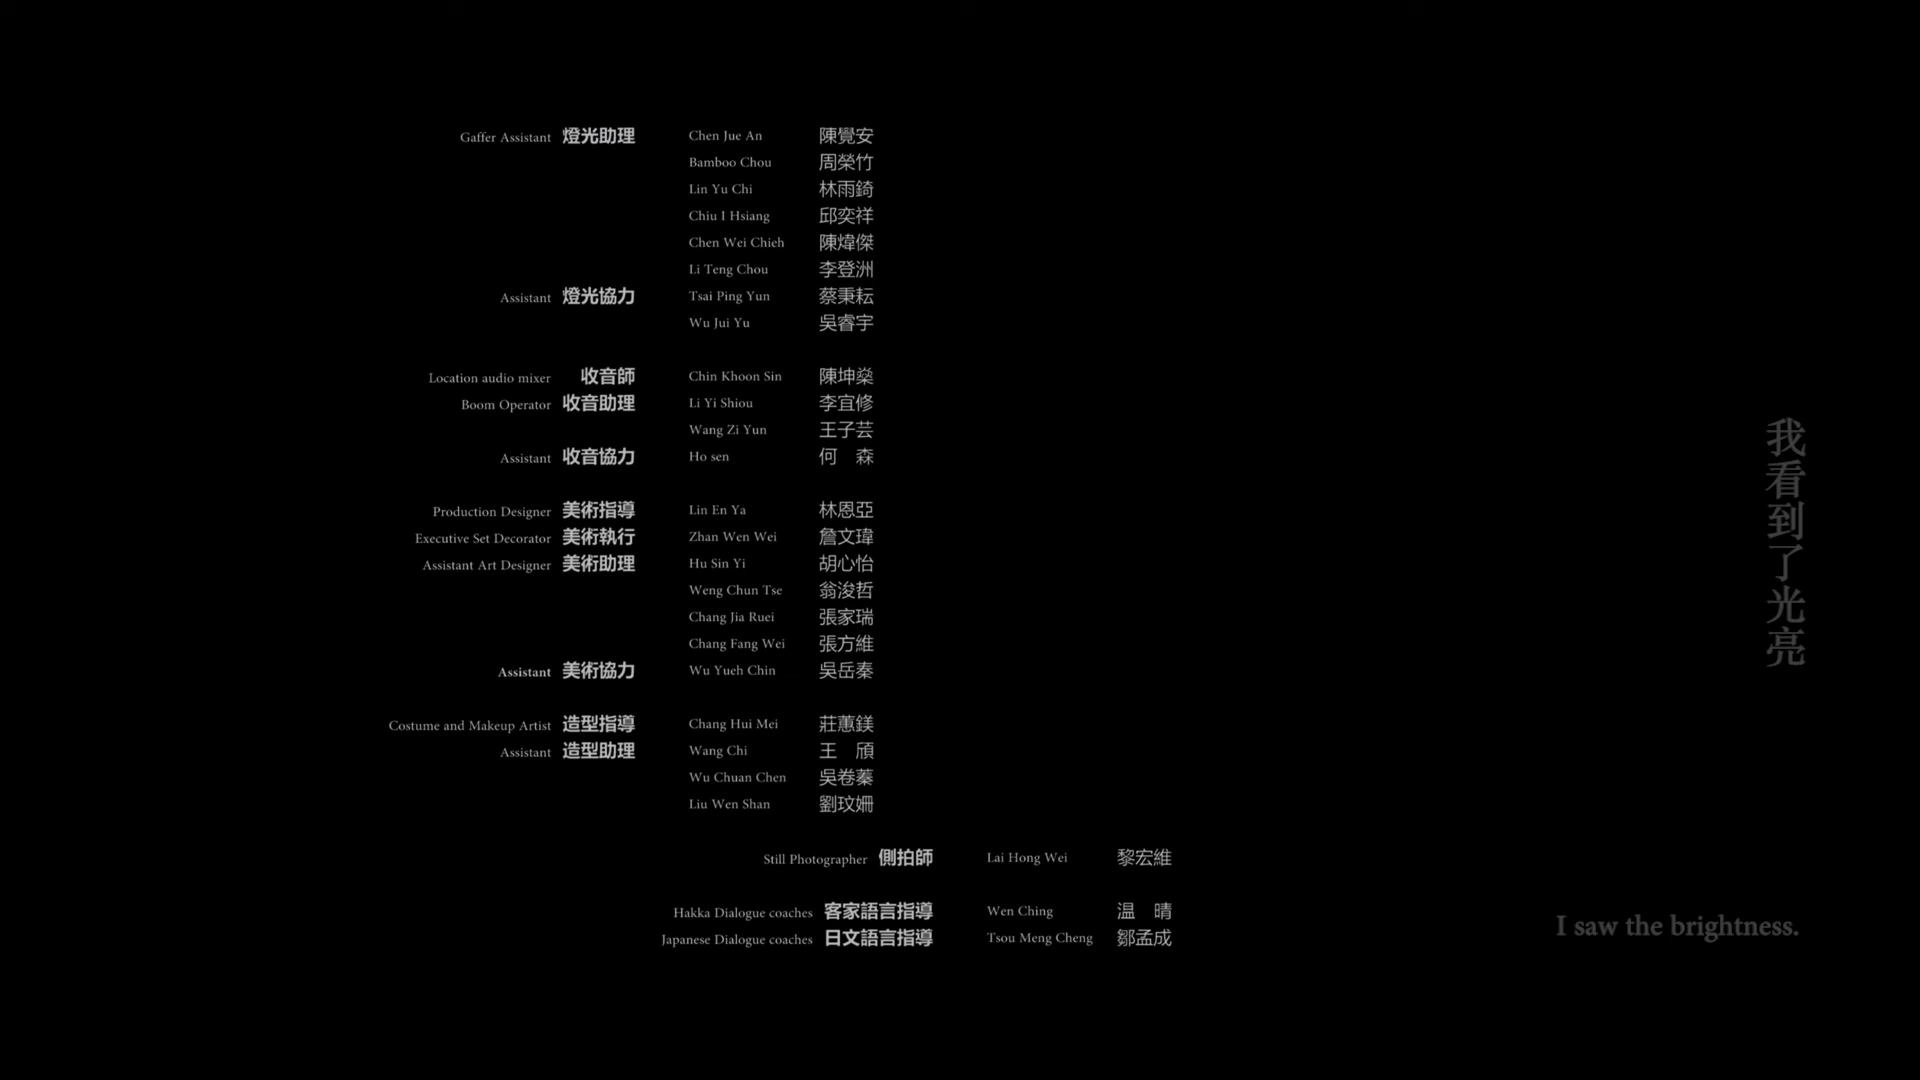 Gaffer Assistant 燈光助理 Chen Jue An 陳覺安
Bamboo Chou 周榮竹
Lin Yu Chi 林雨錡
Chiu I Hsiang 邱奕祥
Chen Wei Chieh 陳煒傑
Li Teng Chou 李登洲
Assistant 燈光協力 Tsai Ping Yun 蔡秉耘
Wu Jui Yu 吳睿宇
Location audio mixer 收音師 Chin Khoon Sin 陳坤燊
Boom Operator 收音助理 Li Yi Shiou 李宜修
Wang Zi Yun 王子芸
Assistant 收音協力 Ho sen 何 森
Production Designer 美術指導 Lin En Ya 林恩亞
Executive Set Decorator 美術執行 Zhan Wen Wei 詹文瑋
Assistant Art Designer 美術助理 Hu Sin Yi 胡心怡
Weng Chun Tse 翁浚哲
Chang Jia Ruei 張家瑞
Chang Fang Wei 張方維
Assistant 美術協力 Wu Yueh Chin 吳岳秦
Costume and Makeup Artist 造型指導 Chang Hui Mei 莊蕙鎂
Assistant 造型助理 Wang Chi 王 頎
Wu Chuan Chen 吳卷蓁
Liu Wen Shan 劉玟姍
Still Photographer 側拍師 Lai Hong Wei 黎宏維
Hakka Dialogue coaches 客家語言指導 Wen Ching 温 晴
Japanese Dialogue coaches 日文語言指導 Tsou Meng Cheng 鄒孟成
我看到了光亮
I saw the brightness.